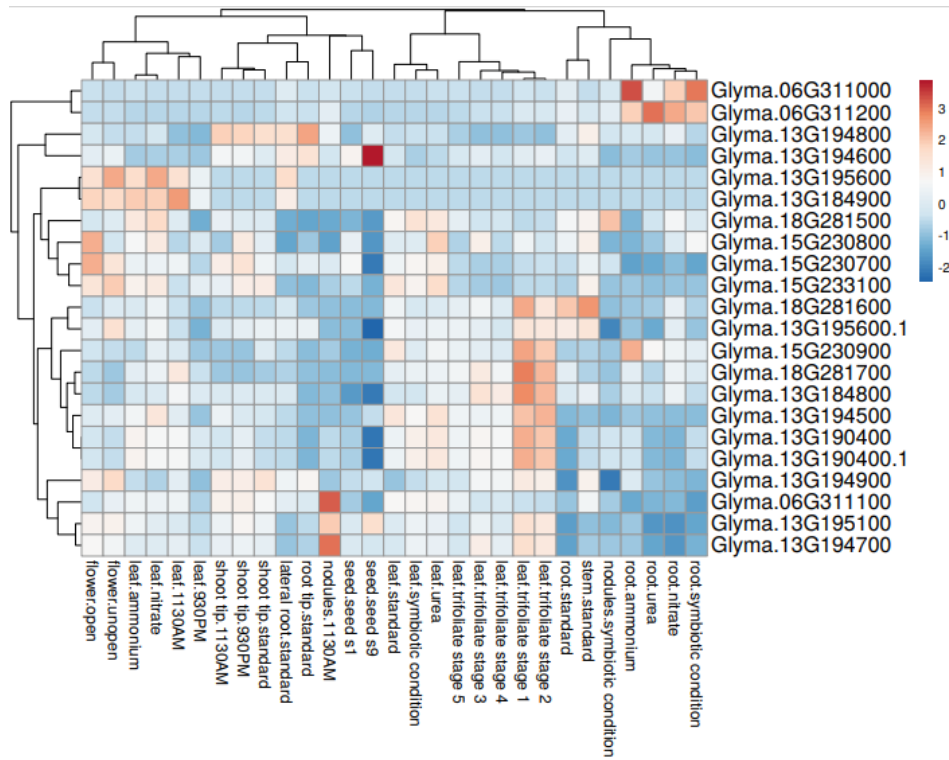 Glyma.06G311000
Glyma.06G311200
Glyma.13G194800
Glyma.13G194600
Glyma.13G195600
Glyma.13G184900
Glyma.18G281500
Glyma.15G230800
Glyma.15G230700
Glyma.15G233100
Glyma.18G281600
Glyma.13G195600.1
Glyma.15G230900
Glyma.18G281700
Glyma.13G184800
Glyma.13G194500
Glyma.13G190400
Glyma.13G190400.1
Glyma.13G194900
Glyma.06G311100
Glyma.13G195100
Glyma.13G194700
3
2
1
0
-1
-2
flower.open
flower.unopen
leaf.ammonium
leaf.nitrate
leaf.1130AM
leaf.930PM
shoot tip.1130AM
shoot tip.930PM
shoot tip.standard
lateral root.standard
root tip.standard
nodules.1130AM
seed.seed s1
seed.seed s9
leaf.standard
leaf.symbiotic condition
leaf.urea
leaf.trifoliate stage 5
leaf.trifoliate stage 3
leaf.trifoliate stage 4
leaf.trifoliate stage 1
leaf.trifoliate stage 2
root.standard
stem.standard
nodules.symbiotic condition
root.ammonium
root.urea
root.nitrate
root.symbiotic condition